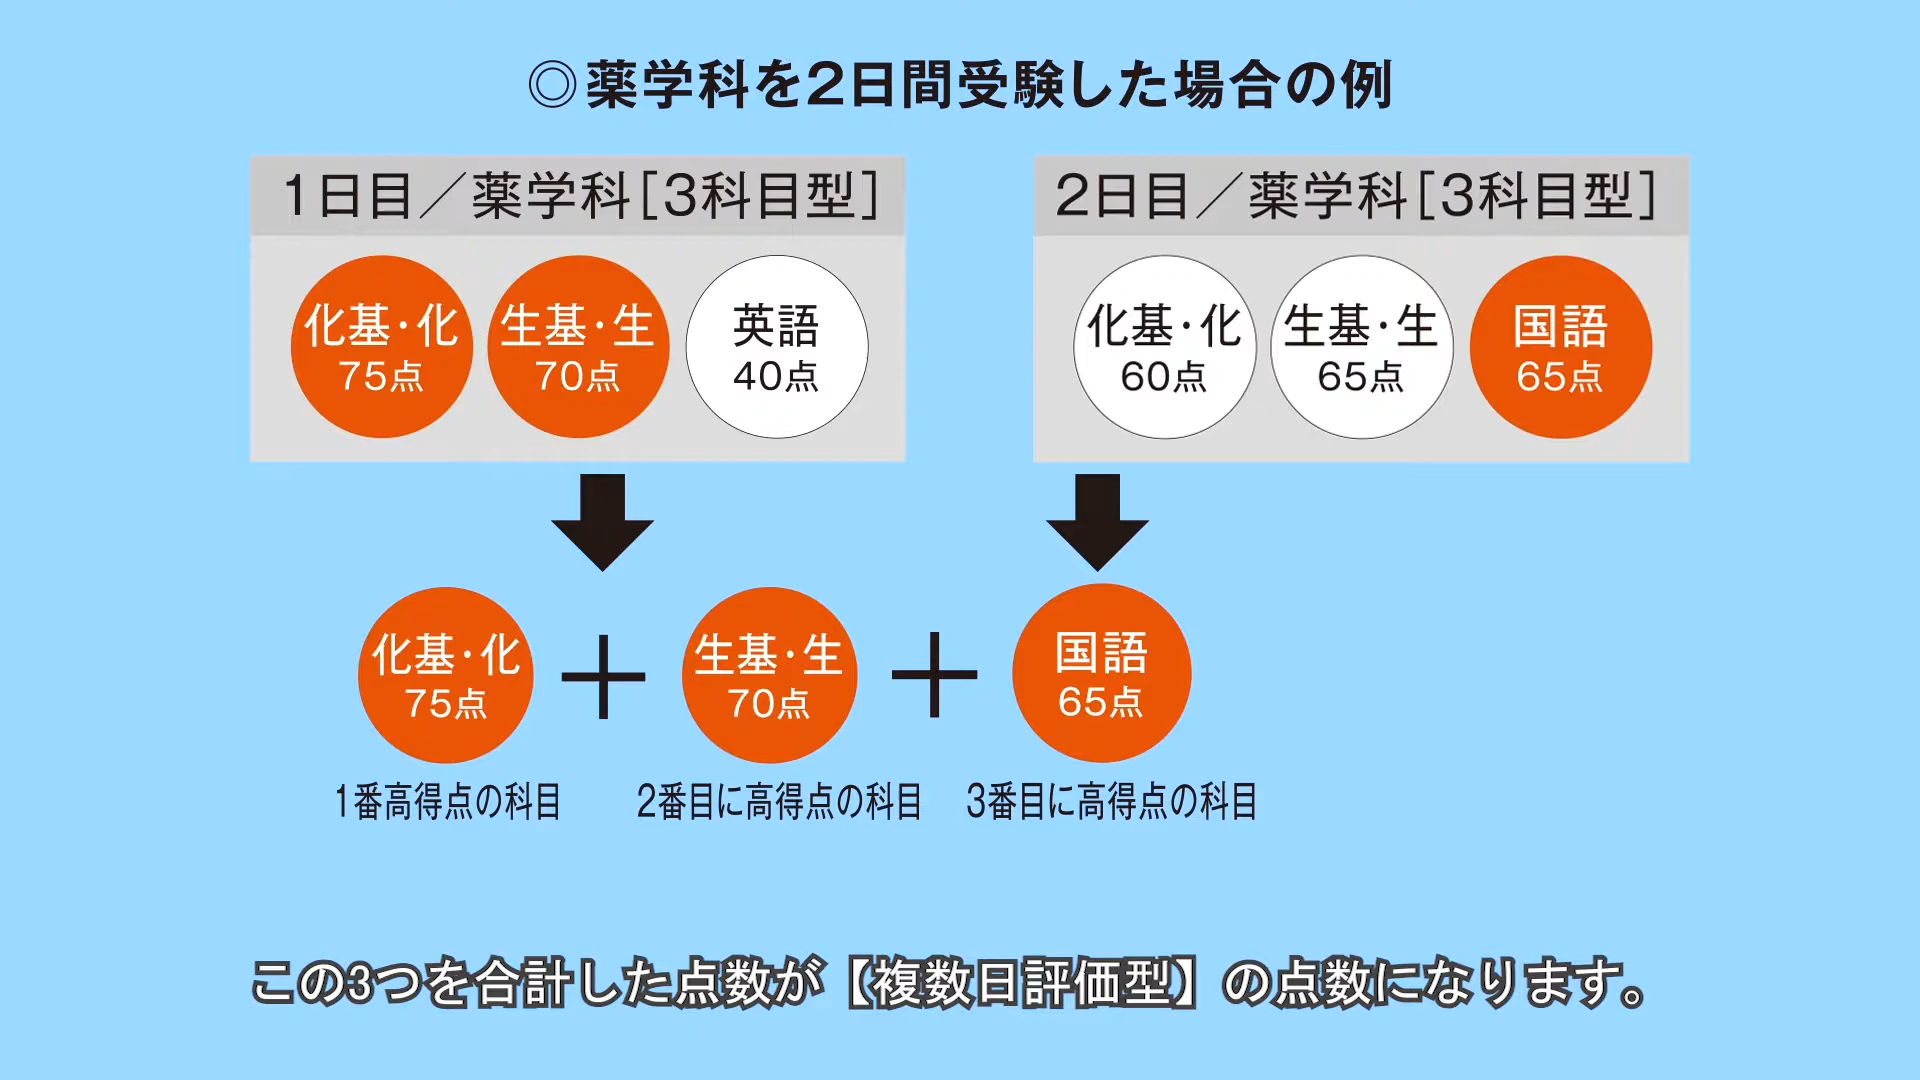 ◎薬学科を2日間受験した場合の例
1日目／薬学科[3科目型]
化基・化
75点
生基・生
70点
英語
40点
2日目／薬学科[3科目型]
化基・化
60点
生基・生
65点
国語
65点
化基・化
75点
+
生基・生
70点
+
国語
65点
1番高得点の科目
2番目に高得点の科目
3番目に高得点の科目
この3つを合計した点数が【複数日評価型】の点数になります。